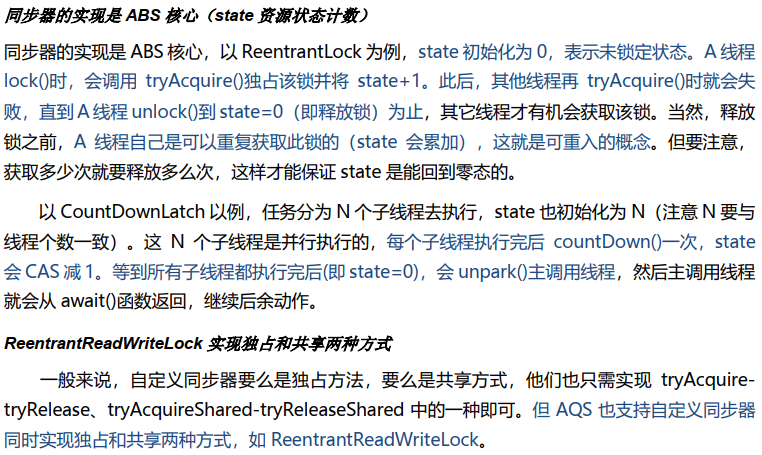 同步器的实现是 ABS 核心（state 资源状态计数）
同步器的实现是 ABS 核心，以 ReentrantLock 为例，state 初始化为 0，表示未锁定状态。A 线程
lock()时，会调用 tryAcquire()独占该锁并将 state+1。此后，其他线程再 tryAcquire()时就会失
败，直到 A 线程 unlock()到 state=0（即释放锁）为止，其它线程才有机会获取该锁。当然，释放
锁之前，A 线程自己是可以重复获取此锁的（state 会累加），这就是可重入的概念。但要注意，
获取多少次就要释放多么次，这样才能保证 state 是能回到零态的。
以 CountDownLatch 以例，任务分为 N 个子线程去执行，state 也初始化为 N（注意 N 要与
线程个数一致）。这 N 个子线程是并行执行的，每个子线程执行完后 countDown()一次，state
会 CAS 减 1。等到所有子线程都执行完后(即 state=0)，会 unpark()主调用线程，然后主调用线程
就会从 await()函数返回，继续后余动作。
ReentrantReadWriteLock 实现独占和共享两种方式
一般来说，自定义同步器要么是独占方法，要么是共享方式，他们也只需实现 tryAcquire-
tryRelease、tryAcquireShared-tryReleaseShared 中的一种即可。但 AQS 也支持自定义同步器
同时实现独占和共享两种方式，如 ReentrantReadWriteLock。